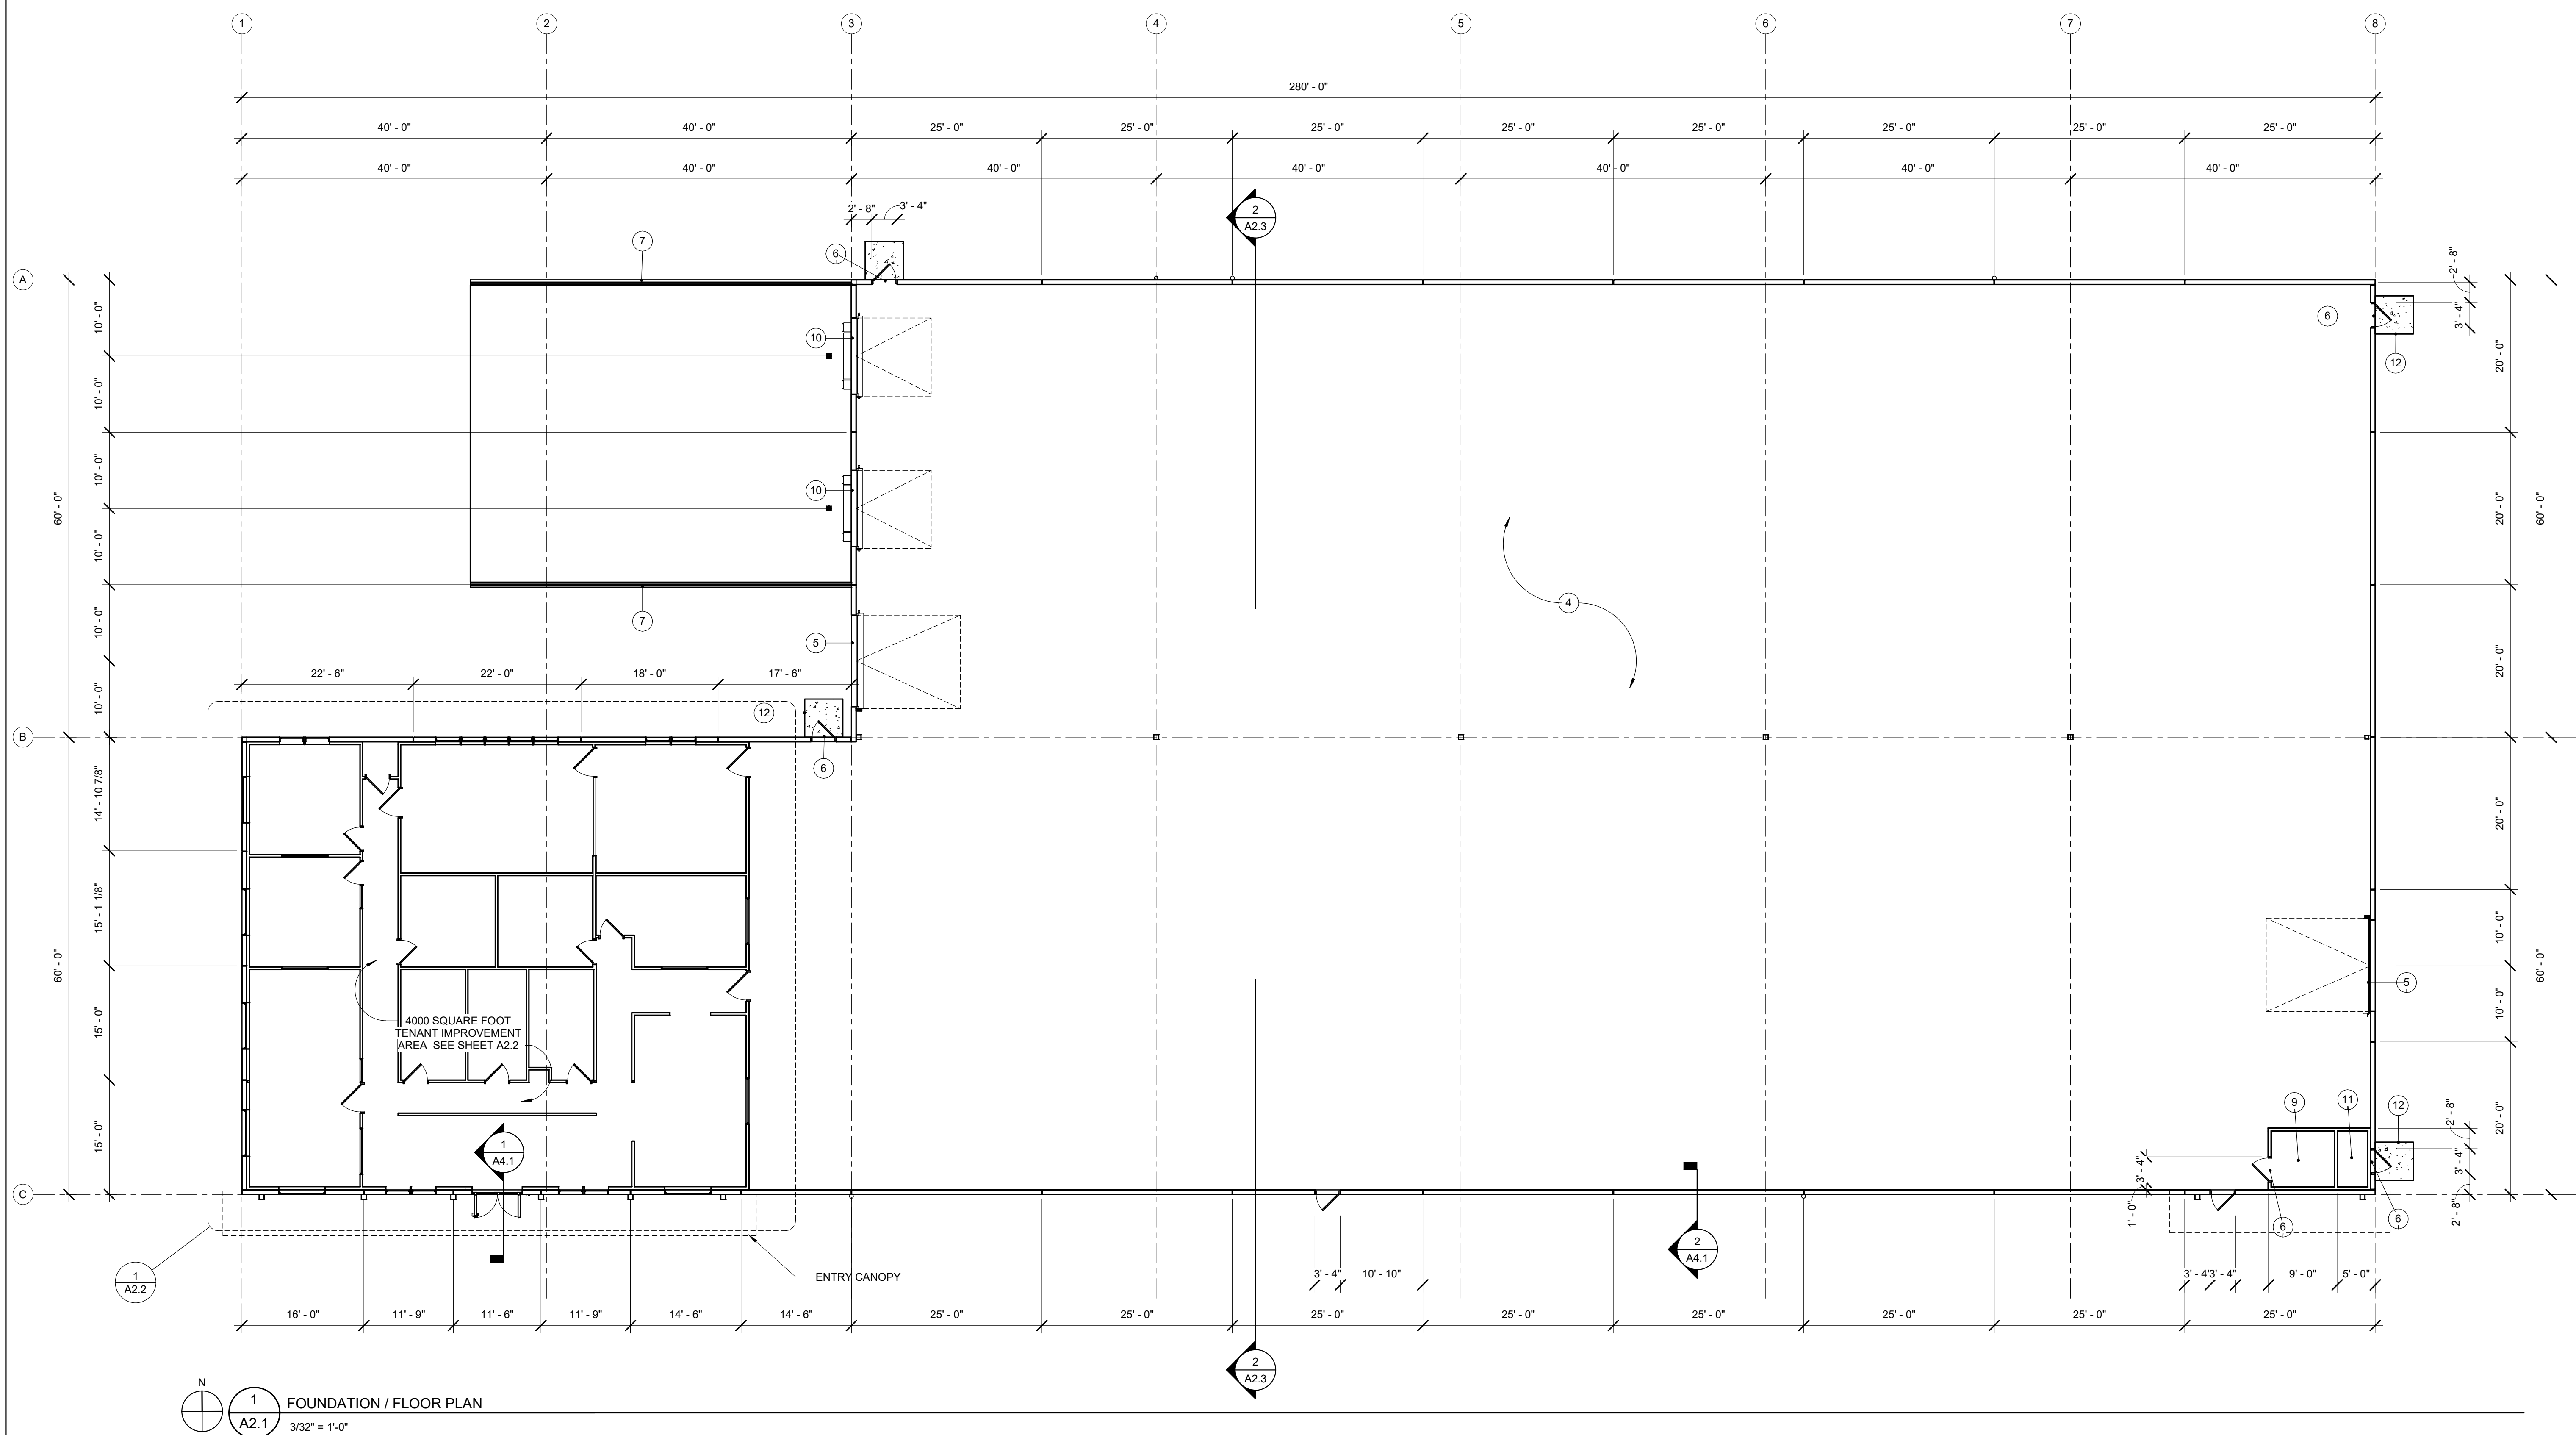 1 2 3 4 5 6 7 8
280' - 0"
40' - 0" 40' - 0" 25' - 0" 25' - 0" 25' - 0" 25' - 0" 25' - 0" 25' - 0" 25' - 0" 25' - 0"
40' - 0" 40' - 0" 40' - 0" 40' - 0" 40' - 0" 40' - 0" 40' - 0"
2' - 8" 3' - 4"
2
A2.3
7
6
A
2' - 8"
3' - 4"
6
12
10' - 0"
10
20' - 0"
10' - 0"
10' - 0"
10
60' - 0"
20' - 0"
60' - 0"
10' - 0"
4
7
10' - 0"
5
20' - 0"
22' - 6" 22' - 0" 18' - 0" 17' - 6"
10' - 0"
12
B
6
14' - 10 7/8"
20' - 0"
15' - 1 1/8"
10' - 0"
60' - 0"
60' - 0"
5
10' - 0"
15' - 0"
4000 SQUARE FOOT
TENANT IMPROVEMENT
AREA SEE SHEET A2.2
9 11 12
2' - 8"
20' - 0"
15' - 0"
1
A4.1
3' - 4"
3' - 4"
C
1' - 0"
2' - 8"
6
6
2
A4.1
1
A2.2
ENTRY CANOPY
3' - 4" 10' - 10"
3' - 4' 3' - 4" 9' - 0" 5' - 0"
16' - 0" 11' - 9" 11' - 6" 11' - 9" 14' - 6" 14' - 6" 25' - 0" 25' - 0" 25' - 0" 25' - 0" 25' - 0" 25' - 0" 25' - 0" 25' - 0"
2
A2.3
N
1
A2.1
FOUNDATION / FLOOR PLAN
3/32" = 1'-0"